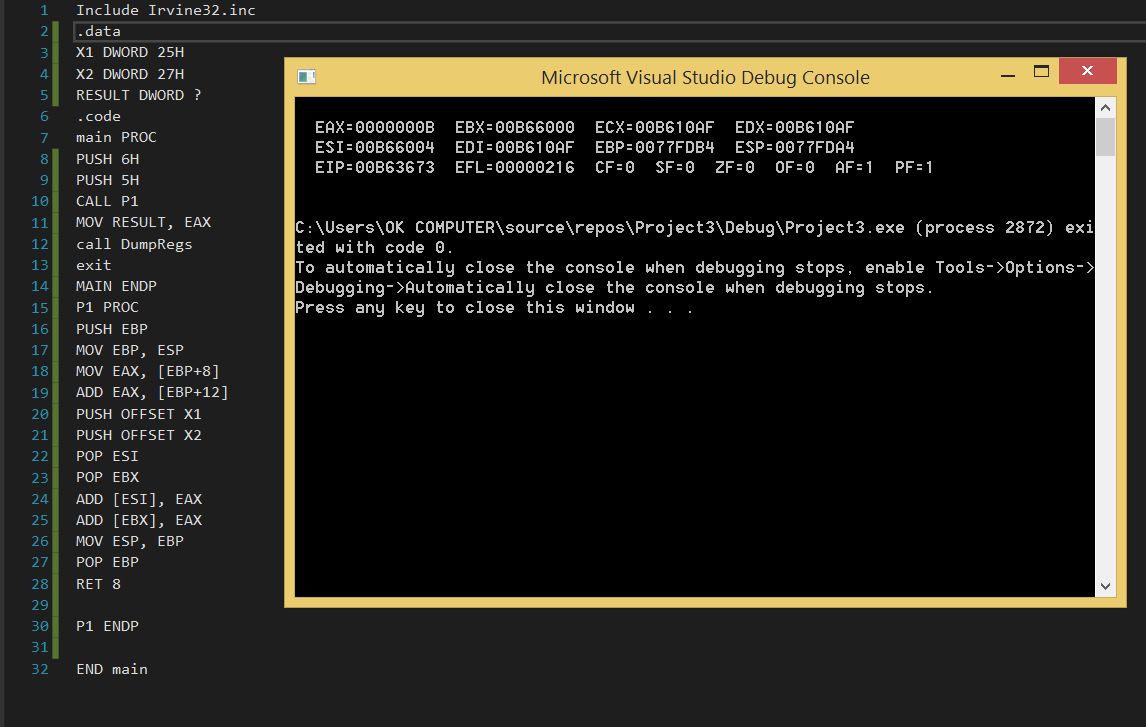 1 Include Irvine32.inc
2 .data
3 X1 DWORD 25H
4 X2 DWORD 27H
5 RESULT DWORD ?
6 .code
7 main PROC
8 PUSH 6H
9 PUSH 5H
10 CALL P1
11 MOV RESULT, EAX
12 call DumpRegs
13 exit
14 MAIN ENDP
15 P1 PROC
16 PUSH EBP
17 MOV EBP, ESP
18 MOV EAX, [EBP+8]
19 ADD EAX, [EBP+12]
20 PUSH OFFSET X1
21 PUSH OFFSET X2
22 POP ESI
23 POP EBX
24 ADD [ESI], EAX
25 ADD [EBX], EAX
26 MOV ESP, EBP
27 POP EBP
28 RET 8
29
30 P1 ENDP
31
32 END main
Microsoft Visual Studio Debug Console
EAX=0000000B EBX=00B66000 ECX=00B610AF EDX=00B610AF
ESI=00B66004 EDI=00B610AF EBP=0077FDB4 ESP=0077FDA4
EIP=00B63673 EFL=00000216 CF=0 SF=0 ZF=0 OF=0 AF=1 PF=1
C:\Users\OK COMPUTER\source\repos\Project3\Debug\Project3.exe (process 2872) exi
ted with code 0.
To automatically close the console when debugging stops, enable Tools->Options->
Debugging->Automatically close the console when debugging stops.
Press any key to close this window . . .